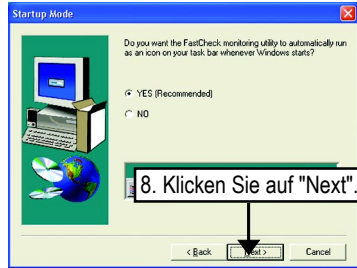 Startup Mode
Do you want the FastCheck monitoring utility to automatically run
as an icon on your task bar whenever Windows starts?
YES (Recommended)
NO
8. Klicken Sie auf "Next".
< Back
Next >
Cancel